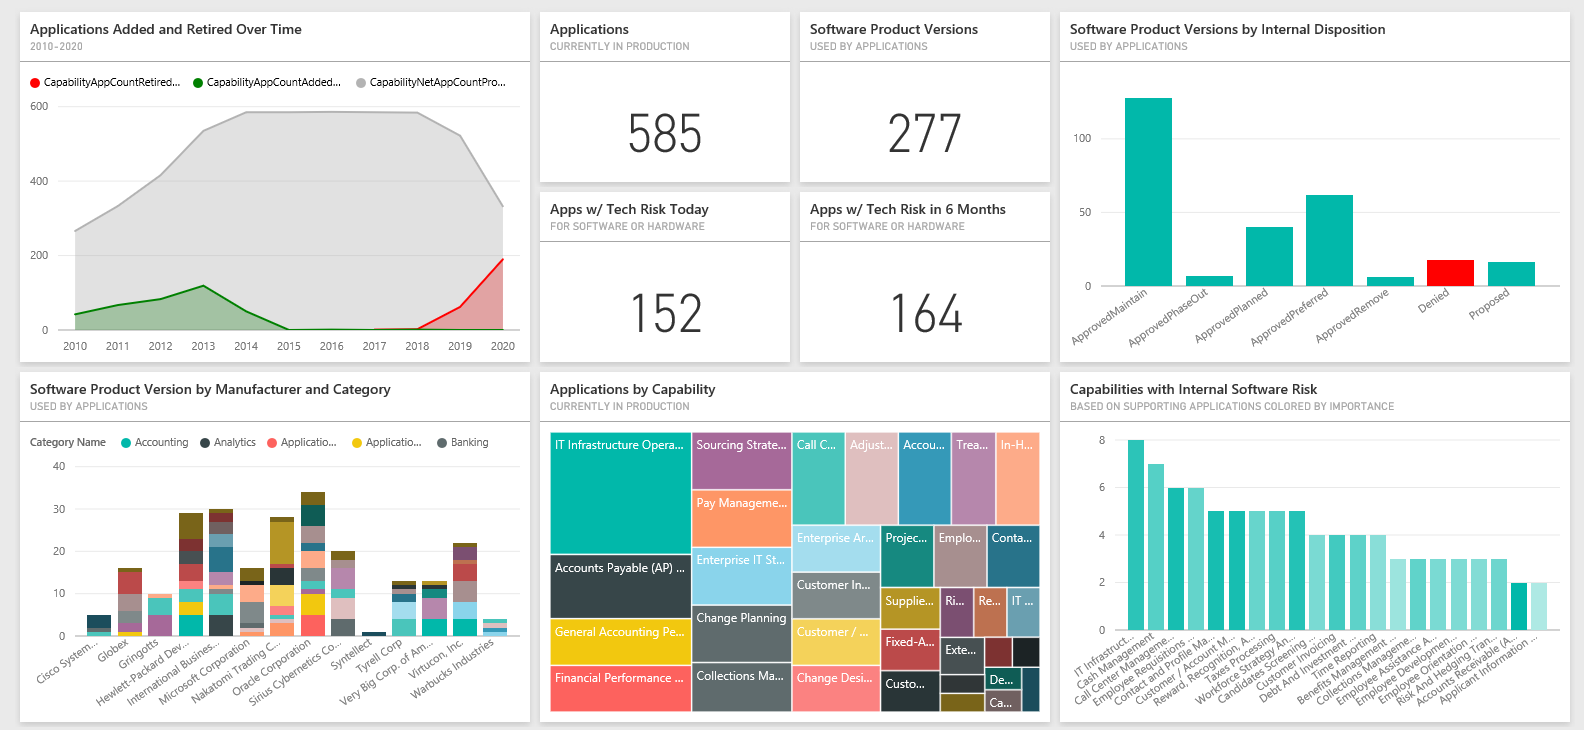 Applications Added and Retired Over Time
2010-2020
CapabilityAppCountRetired... CapabilityAppCountAdded... CapabilityNetAppCountPro...
600
400
200
0
2010 2011 2012 2013 2014 2015 2016 2017 2018 2019 2020
Applications
CURRENTLY IN PRODUCTION
585
Software Product Versions
USED BY APPLICATIONS
277
Apps w/ Tech Risk Today
FOR SOFTWARE OR HARDWARE
152
Apps w/ Tech Risk in 6 Months
FOR SOFTWARE OR HARDWARE
164
Software Product Versions by Internal Disposition
USED BY APPLICATIONS
100
50
0
ApprovedMaintain
ApprovedPhaseOut
ApprovedPlanned
ApprovedPreferred
ApprovedRemove
Denied
Proposed
Software Product Version by Manufacturer and Category
USED BY APPLICATIONS
Category Name Accounting Analytics Applicatio... Applicatio... Banking
40
30
20
10
0
Cisco System...
Globex
Gringotts
Hewlett-Packard Dev...
International Busines...
Microsoft Corporation
Nakatomi Trading C...
Oracle Corporation
Sirius Cybernetics Co...
Syntellect
Tyrell Corp
Very Big Corp. of Am...
Virtucon, Inc.
Warbucks Industries
Applications by Capability
CURRENTLY IN PRODUCTION
IT Infrastructure Opera...
Accounts Payable (AP) ...
General Accounting Pe...
Financial Performance ...
Sourcing Strate...
Pay Manageme...
Enterprise IT St...
Change Planning
Collections Ma...
Call C...
Adjust...
Accou...
Trea...
In-H...
Enterprise Ar...
Customer In...
Customer / ...
Change Desi...
Projec...
Emplo...
Conta...
Supplie...
Fixed-A...
Custo...
Ri...
Re...
IT ...
Exte...
De...
Ca...
Capabilities with Internal Software Risk
BASED ON SUPPORTING APPLICATIONS COLORED BY IMPORTANCE
8
6
4
2
0
IT Infrastruct...
Cash Management
Call Center Manageme...
Employee Requisitions ...
Contact and Profile Ma...
Customer / Account M...
Reward, Recognition, A...
Taxes Processing
Workforce Strategy An...
Candidates Screening ...
Customer Invoicing
Debt And Investment ...
Time Reporting
Benefits Management ...
Collections Manageme...
Employee Assistance A...
Employee Developmen...
Employee Orientation ...
Risk And Hedging Tran...
Accounts Receivable (A...
Applicant Information ...